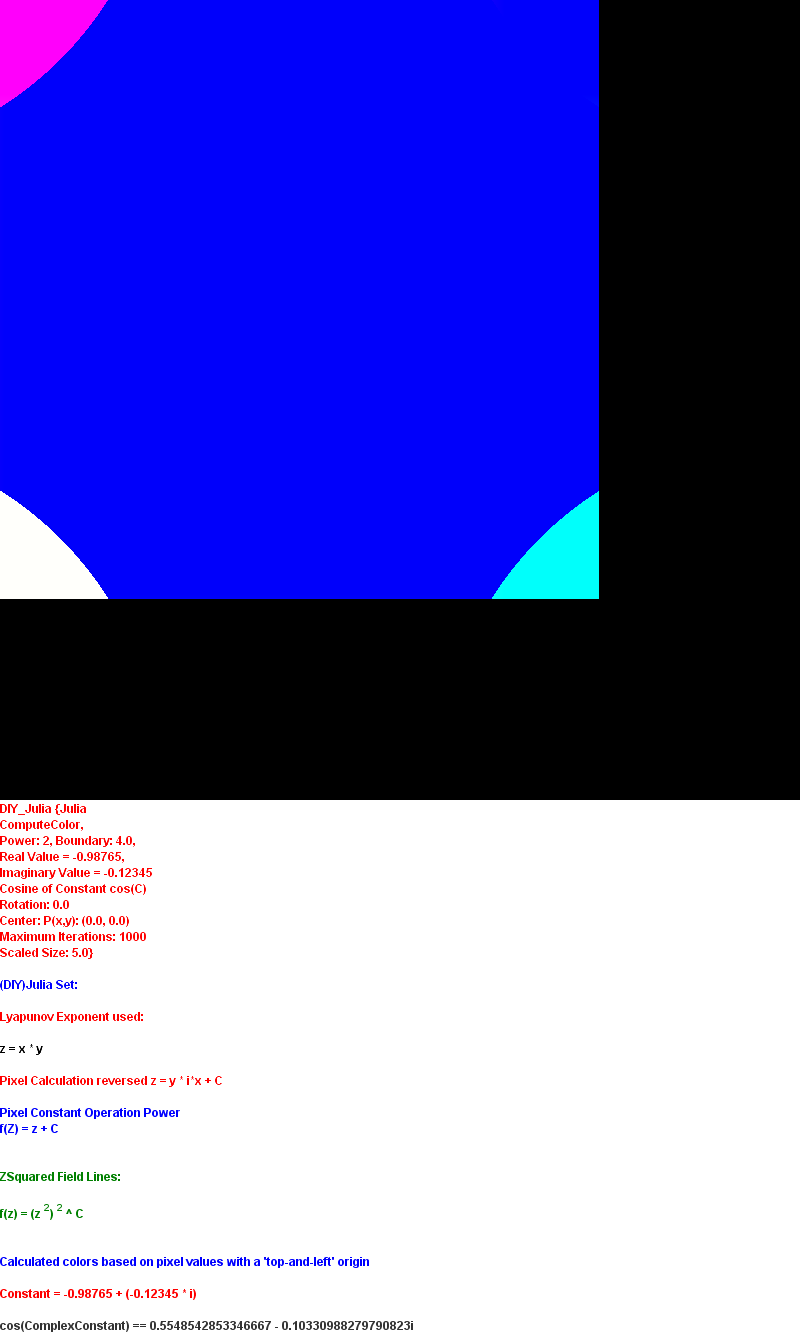 DIY_Julia {Julia
ComputeColor,
Power: 2, Boundary: 4.0,
Real Value = -0.98765,
Imaginary Value = -0.12345
Cosine of Constant cos(C)
Rotation: 0.0
Center: P(x,y): (0.0, 0.0)
Maximum Iterations: 1000
Scaled Size: 5.0}
(DIY)Julia Set:
Lyapunov Exponent used:
z = x * y
Pixel Calculation reversed z = y * i*x + C
Pixel Constant Operation Power
f(Z) = z + C
ZSquared Field Lines:
f(z) = (z 2) 2 ^ C
Calculated colors based on pixel values with a 'top-and-left' origin
Constant = -0.98765 + (-0.12345 * i)
cos(ComplexConstant) == 0.5548542853346667 - 0.10330988279790823i